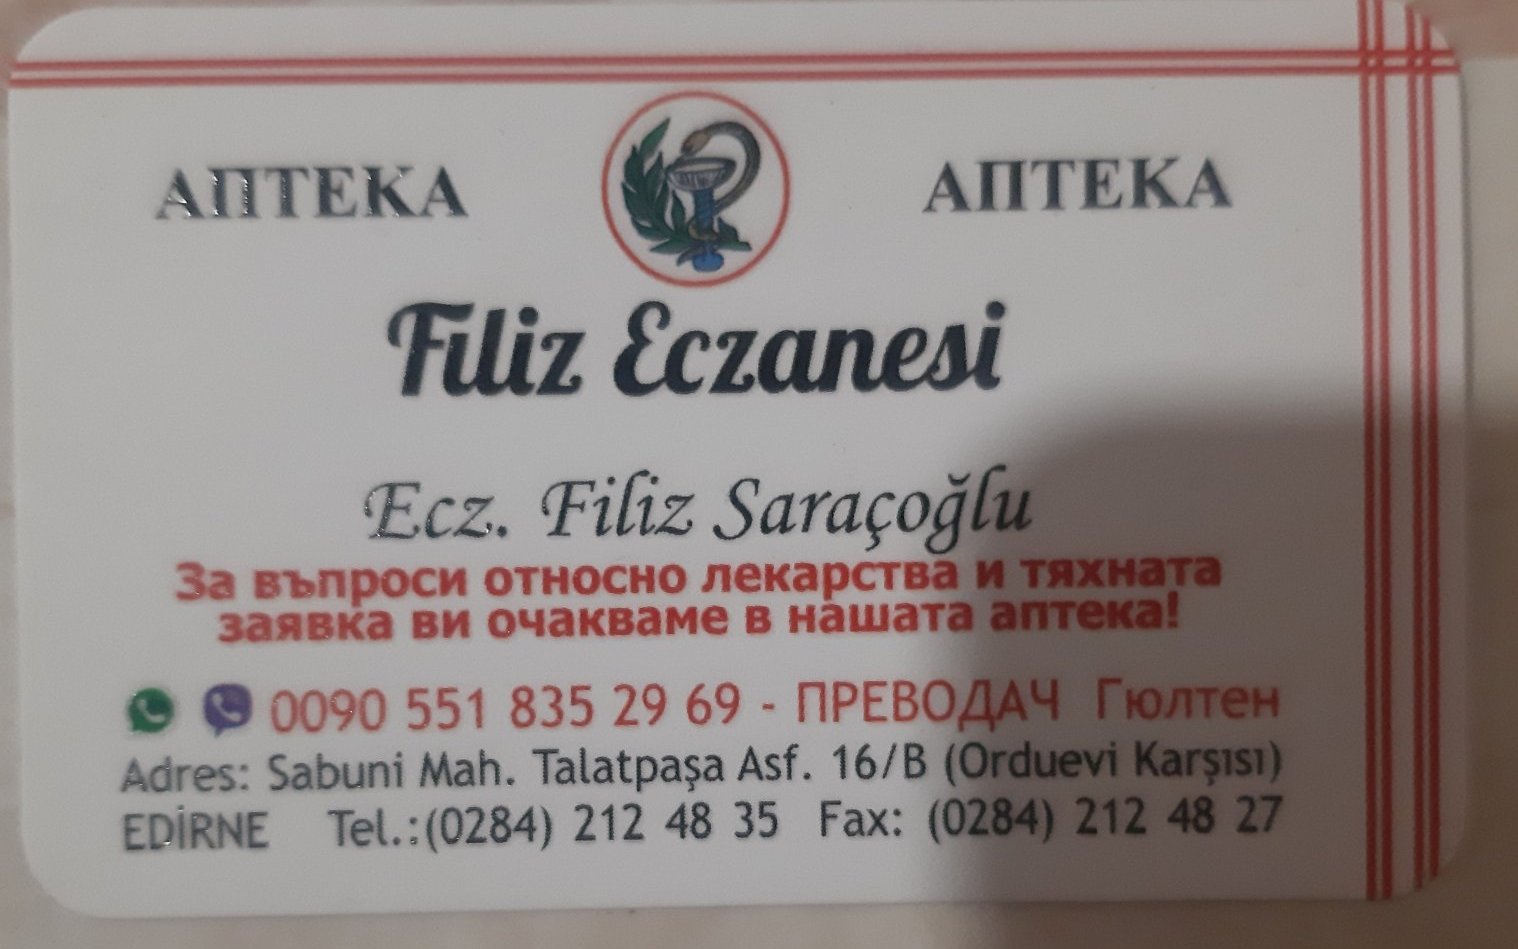 АПТЕКА АПТЕКА
Filiz Eczanesi
Ecz. Filiz Saraçoğlu
За въпроси относно лекарства и тяхната
заявка ви очакваме в нашата аптека!
0090 551 835 29 69 - ПРЕВОДАЧ Гюлтен
Adres: Sabuni Mah. Talatpaşa Asf. 16/B (Orduevi Karşısı)
EDİRNE Tel.:(0284) 212 48 35 Fax: (0284) 212 48 27